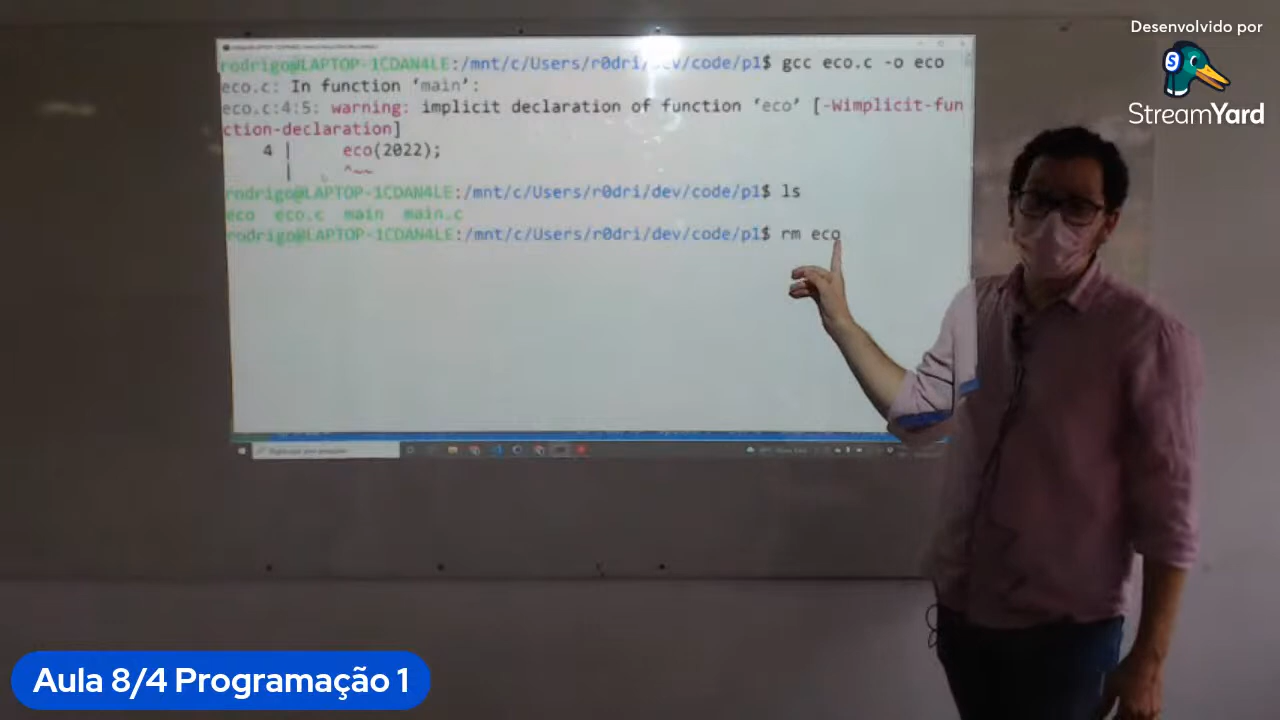 Desenvolvido por
StreamYard
rodrigo@LAPTOP-1CDAN4LE:/mnt/c/Users/r0dri/dev/code/p1$ gcc eco.c -o eco
eco.c: In function ‘main’:
eco.c:4:5: warning: implicit declaration of function ‘eco’ [-Wimplicit-fun
ction-declaration]
4 | eco(2022);
| ^~~
rodrigo@LAPTOP-1CDAN4LE:/mnt/c/Users/r0dri/dev/code/p1$ ls
eco eco.c main main.c
rodrigo@LAPTOP-1CDAN4LE:/mnt/c/Users/r0dri/dev/code/p1$ rm eco
Aula 8/4 Programação 1